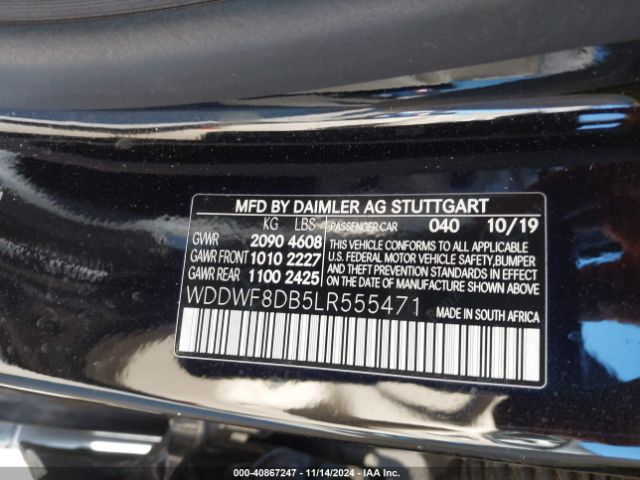 MFD BY DAIMLER AG STUTTGART
KG LBS PASSENGER CAR 040 10/19
GVWR 2090 4608
GAWR FRONT 1010 2227
GAWR REAR 1100 2425
THIS VEHICLE CONFORMS TO ALL APPLICABLE
U.S. FEDERAL MOTOR VEHICLE SAFETY,BUMPER
AND THEFT PREVENTION STANDARDS IN EFFECT
ON THE DATE OF MANUFACTURE SHOWN ABOVE.
WDDWF8DB5LR555471 MADE IN SOUTH AFRICA
000-40867247 - 11/14/2024 - IAA Inc.